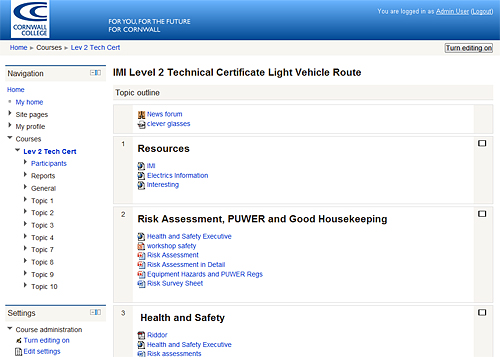 CORNWALL
COLLEGE
FOR YOU, FOR THE FUTURE
FOR CORNWALL
You are logged in as Admin User (Logout)
Home ► Courses ► Lev 2 Tech Cert
Turn editing on
Navigation
Home
My home
Site pages
My profile
Courses
Lev 2 Tech Cert
Participants
Reports
General
Topic 1
Topic 2
Topic 3
Topic 4
Topic 7
Topic 8
Topic 9
Topic 10
Settings
Course administration
Turn editing on
Edit settings
IMI Level 2 Technical Certificate Light Vehicle Route
Topic outline
News forum
clever glasses
1
Resources
IMI
Electrics Information
Interesting
2
Risk Assessment, PUWER and Good Housekeeping
Health and Safety Executive
workshop safety
Risk Assessment
Risk Assessment in Detail
Equipment Hazards and PUWER Regs
Risk Survey Sheet
3
Health and Safety
Riddor
Health and Safety Executive
Risk assessments